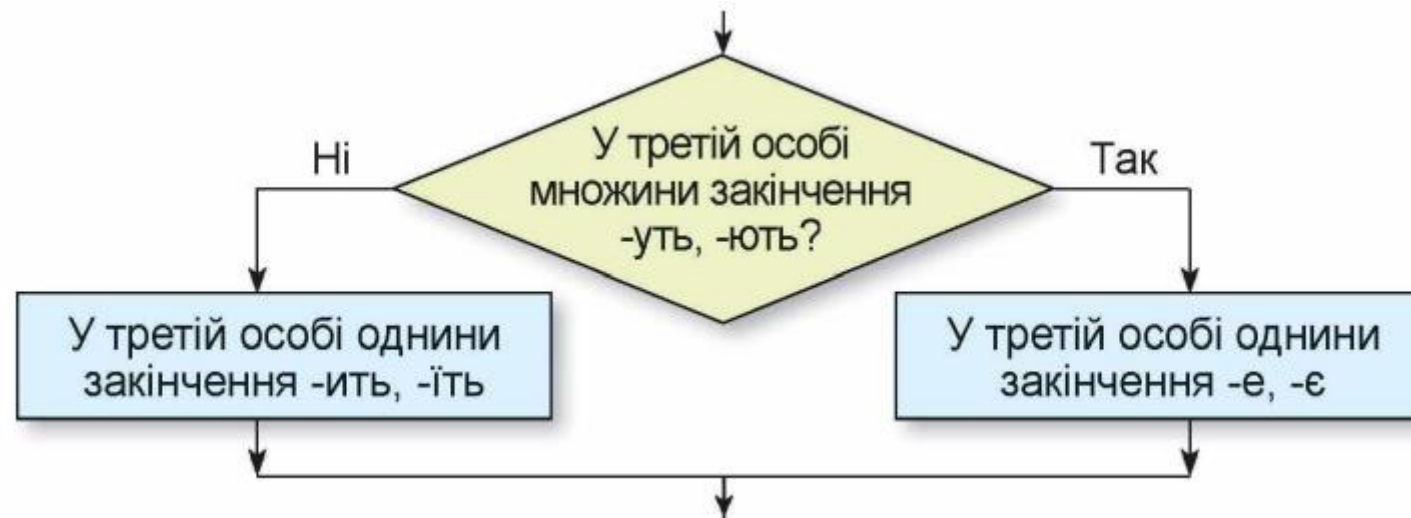 У третій особі
множини закінчення
-уть, -ють?
Ні
Так
У третій особі однини
закінчення -ить, -їть
У третій особі однини
закінчення -е, -є